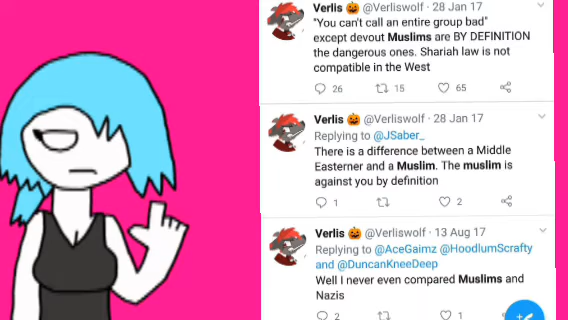 Verlis 🎃 @Verliswolf · 28 Jan 17
"You can't call an entire group bad"
except devout Muslims are BY DEFINITION
the dangerous ones. Shariah law is not
compatible in the West
26 15 65
Verlis 🎃 @Verliswolf · 28 Jan 17
Replying to @JSaber_
There is a difference between a Middle
Easterner and a Muslim. The muslim is
against you by definition
1 2
Verlis 🎃 @Verliswolf · 13 Aug 17
Replying to @AceGaimz @HoodlumScrafty
and @DuncanKneeDeep
Well I never even compared Muslims and
Nazis
2 1